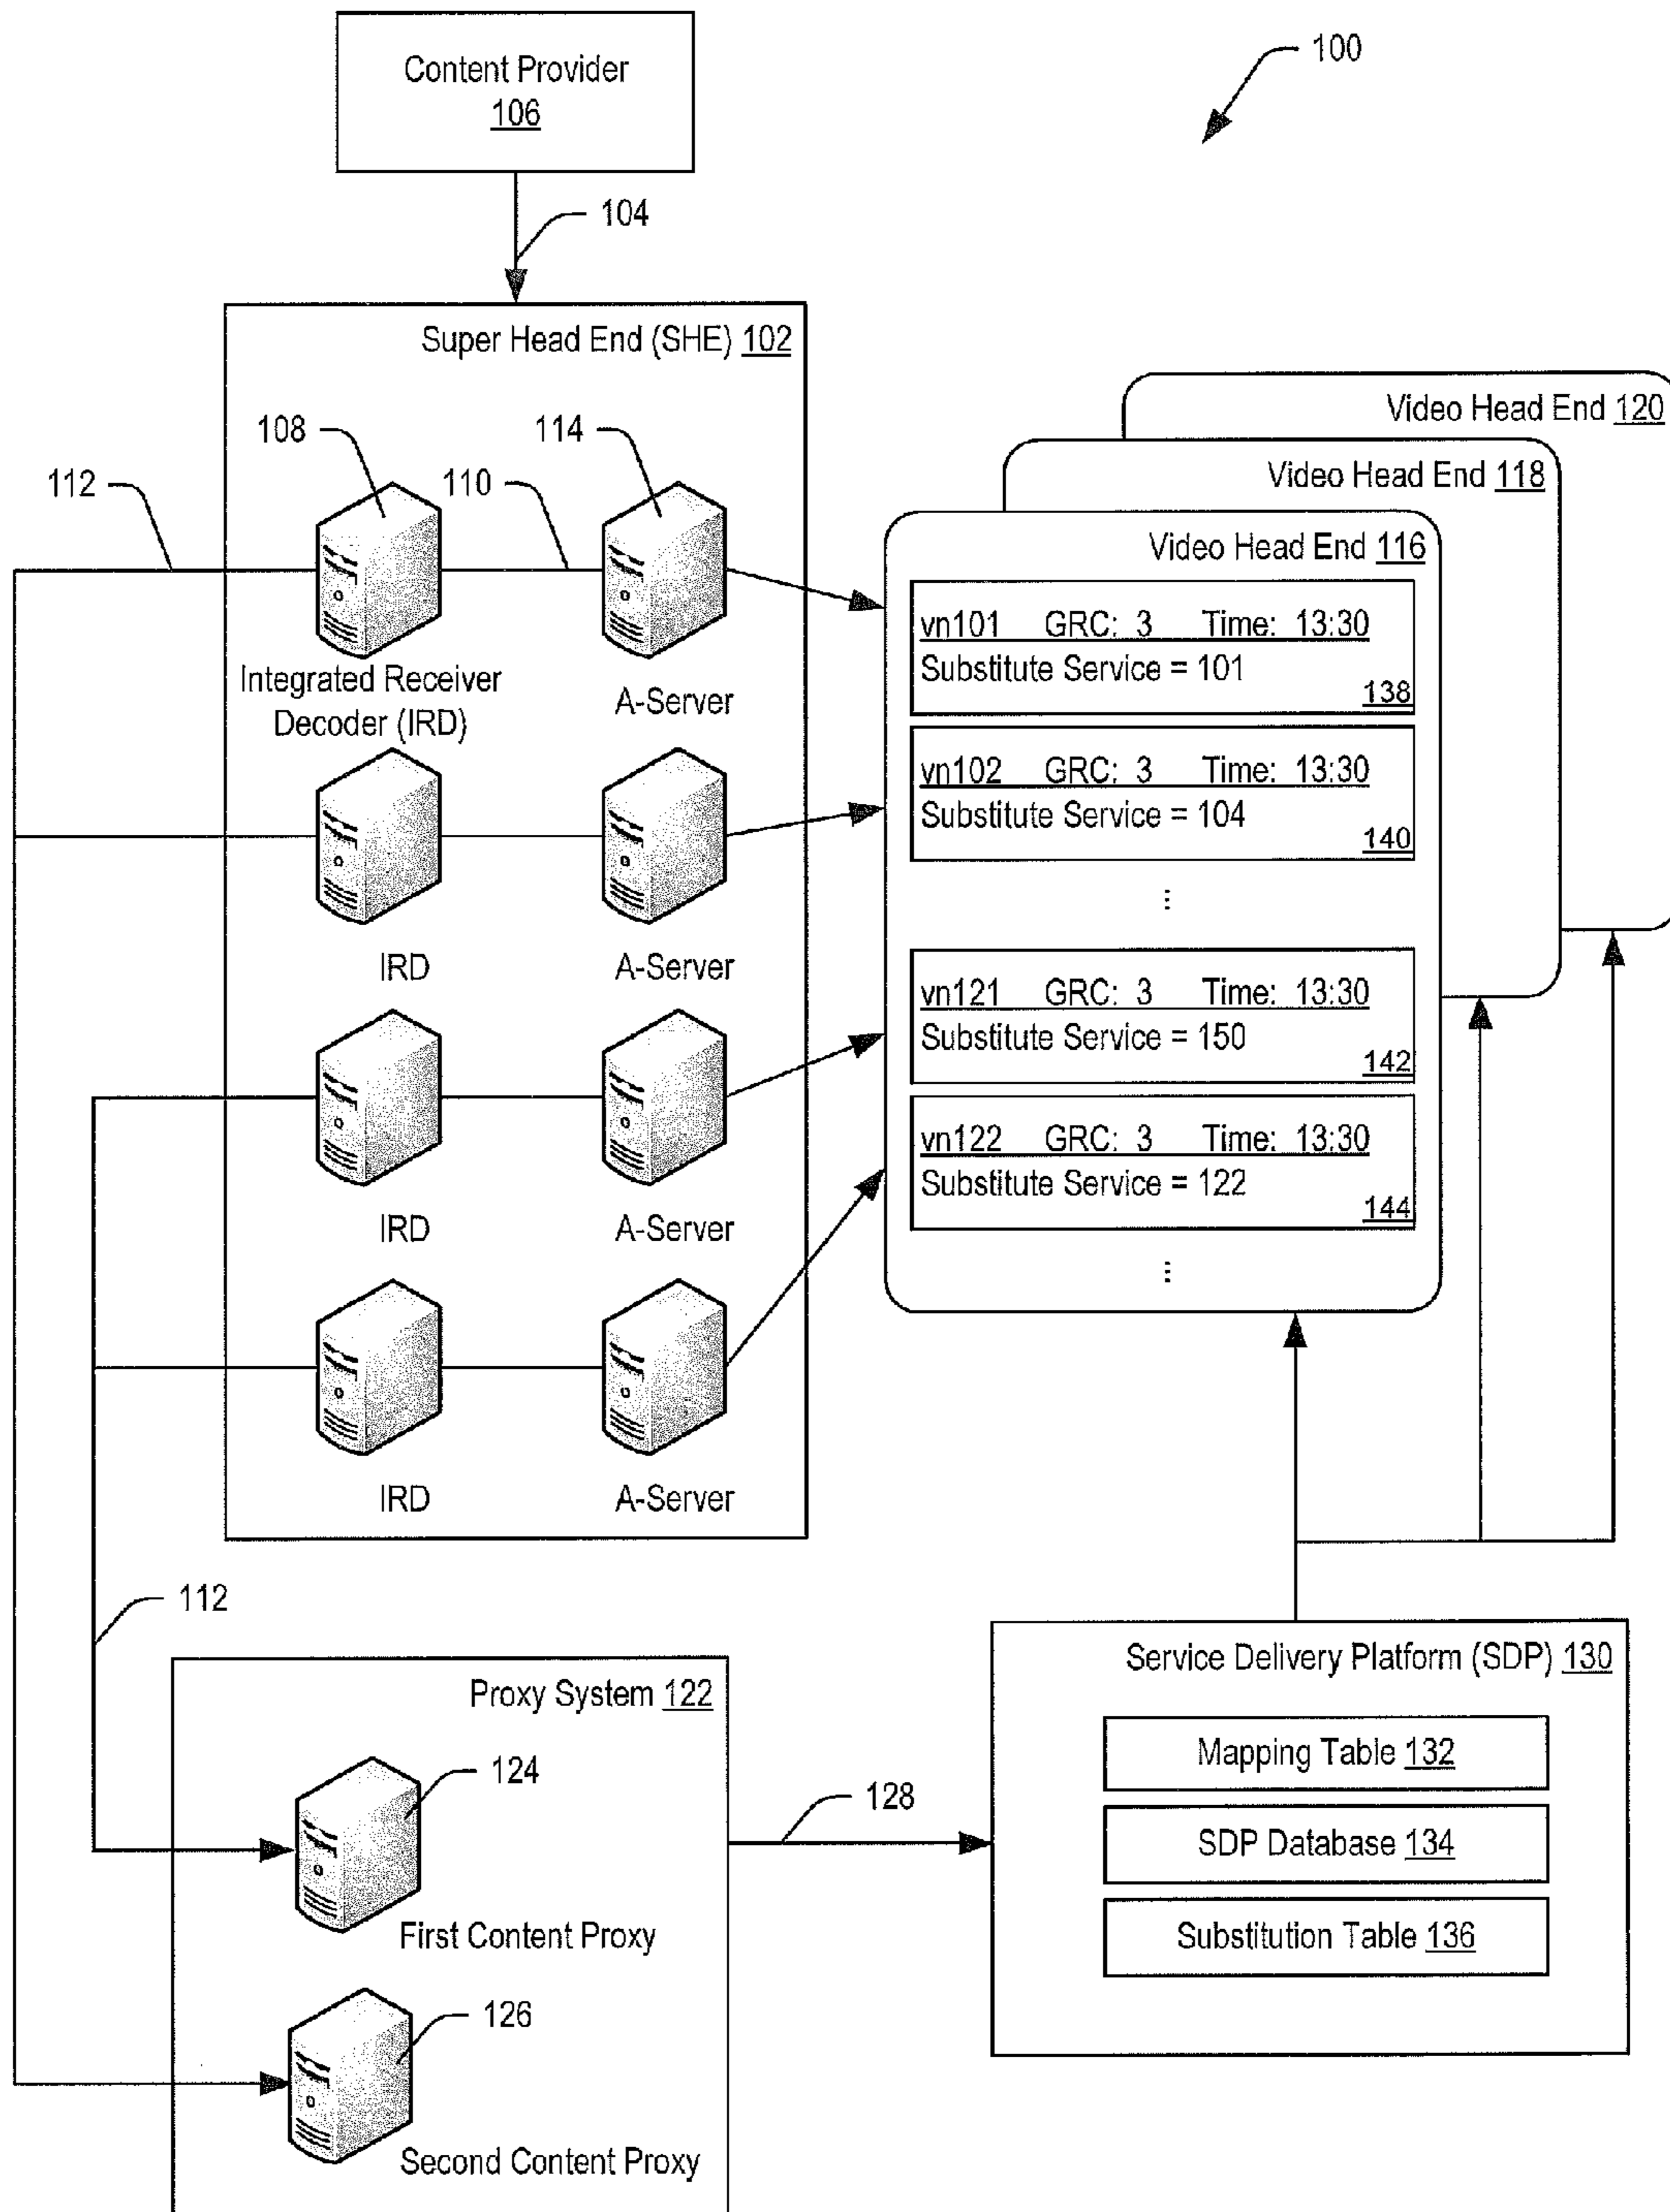 Content Provider
106
100
104
Super Head End (SHE) 102
108
114
112
110
Integrated Receiver
Decoder (IRD)
A-Server
IRD
A-Server
IRD
A-Server
IRD
A-Server
Video Head End 120
Video Head End 118
Video Head End 116
vn101 GRC: 3 Time: 13:30
Substitute Service = 101
138
vn102 GRC: 3 Time: 13:30
Substitute Service = 104
140
...
vn121 GRC: 3 Time: 13:30
Substitute Service = 150
142
vn122 GRC: 3 Time: 13:30
Substitute Service = 122
144
...
112
Proxy System 122
124
First Content Proxy
126
Second Content Proxy
128
Service Delivery Platform (SDP) 130
Mapping Table 132
SDP Database 134
Substitution Table 136